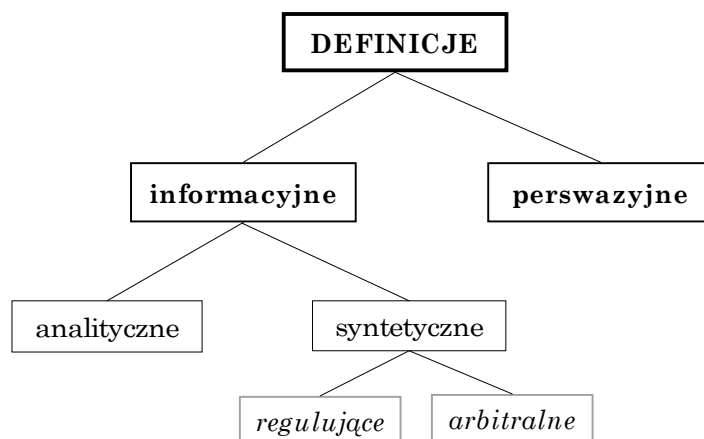 DEFINICJE
informacyjne
perswazyjne
analityczne
syntetyczne
regulujące
arbitralne